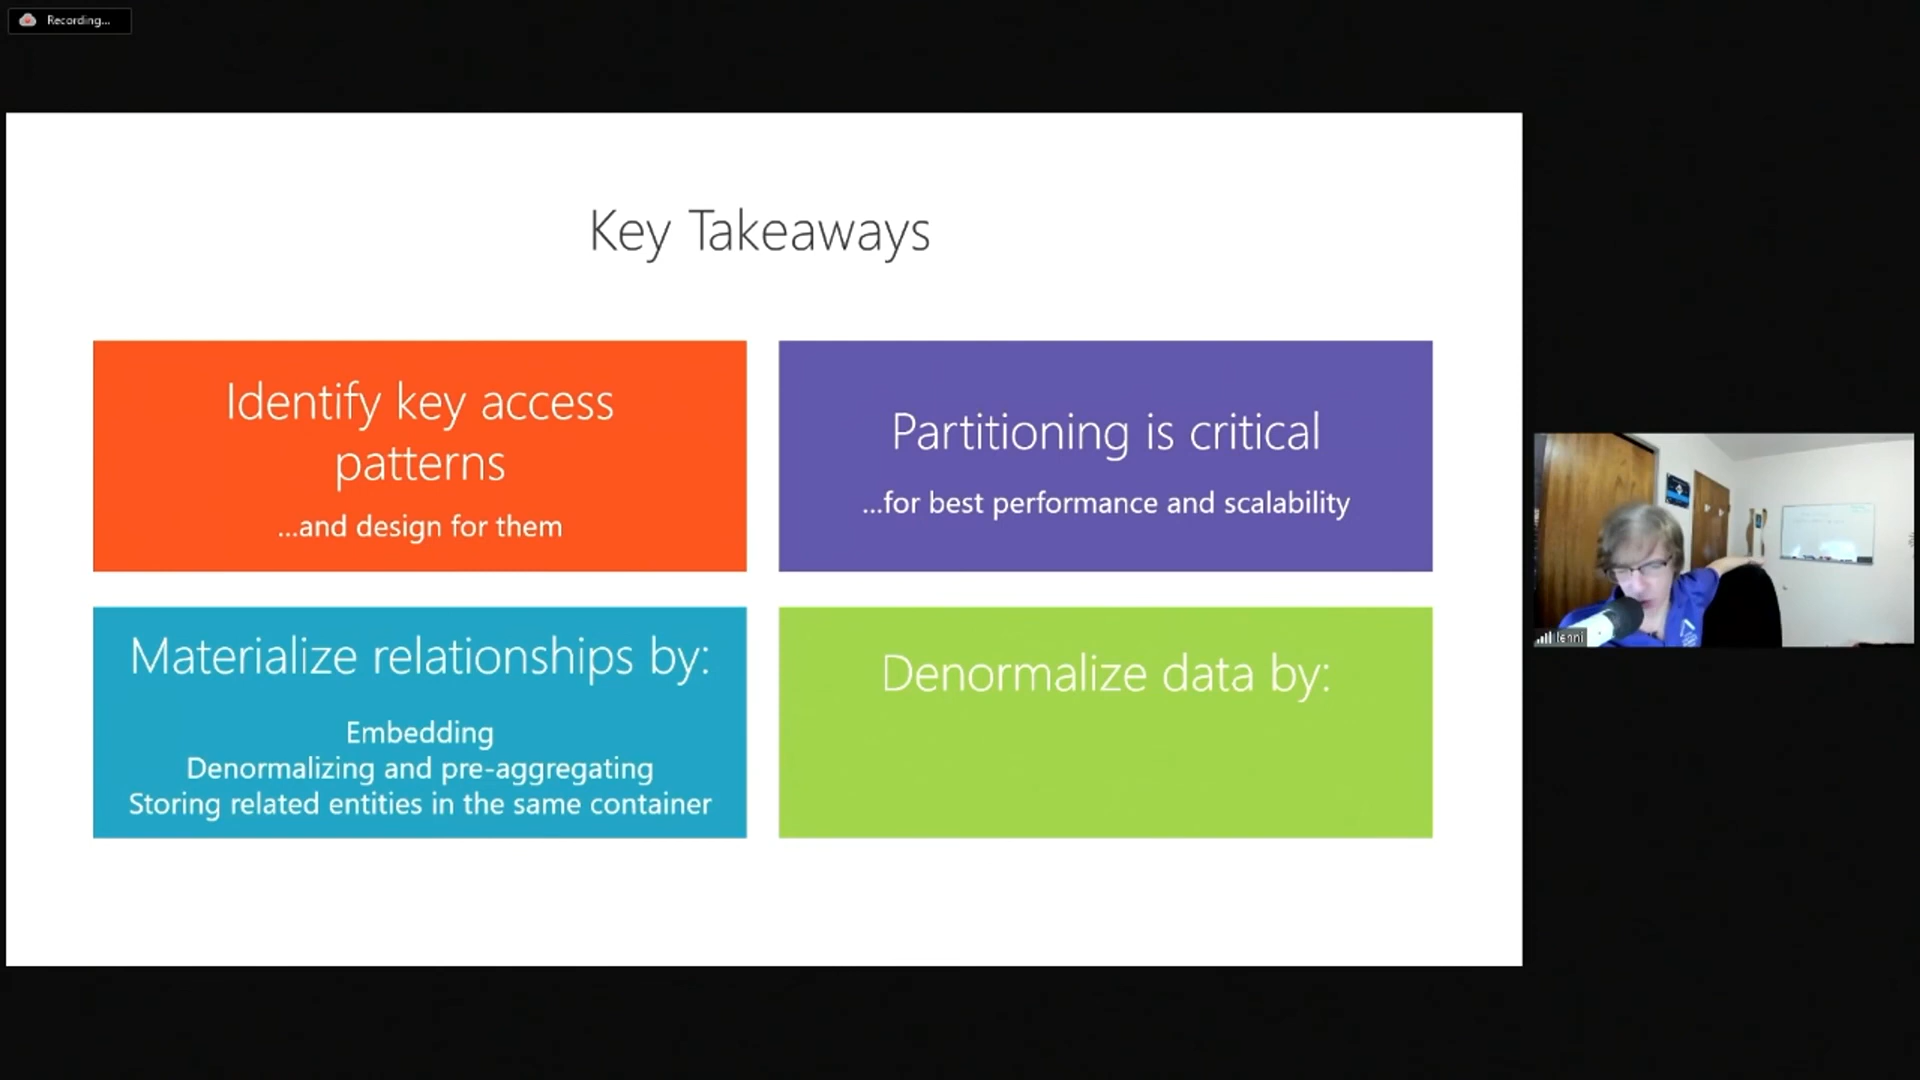 Recording...
Key Takeaways
Identify key access
patterns
...and design for them
Partitioning is critical
...for best performance and scalability
Materialize relationships by:
Embedding
Denormalizing and pre-aggregating
Storing related entities in the same container
Denormalize data by:
lenni